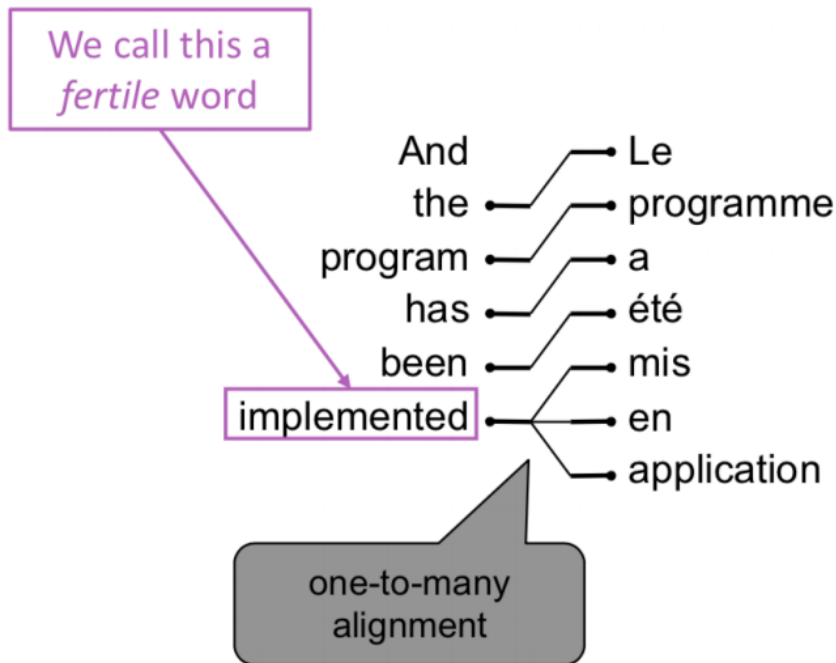 We call this a
fertile word
And Le
the programme
program a
has été
been mis
implemented en
application
one-to-many
alignment